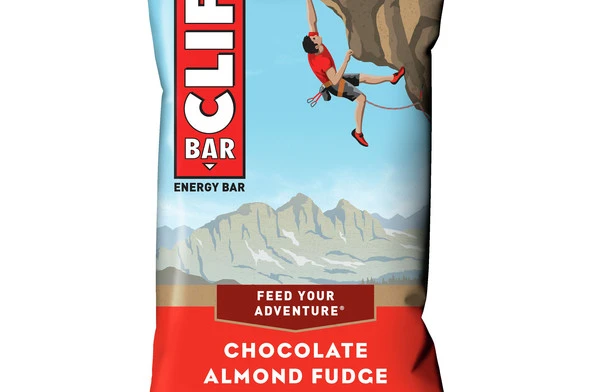 CLIF
BAR
ENERGY BAR
FEED YOUR
ADVENTURE®
CHOCOLATE
ALMOND FUDGE